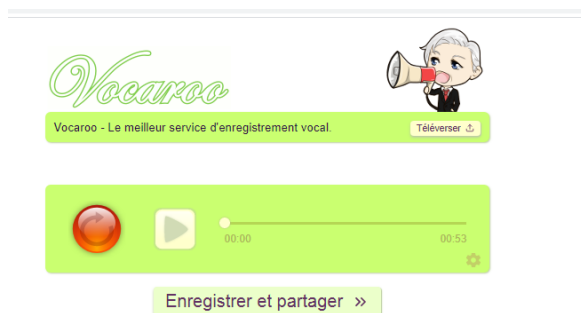 Vocaroo
Vocaroo - Le meilleur service d'enregistrement vocal.
Téléverser
00:00
00:53
Enregistrer et partager »